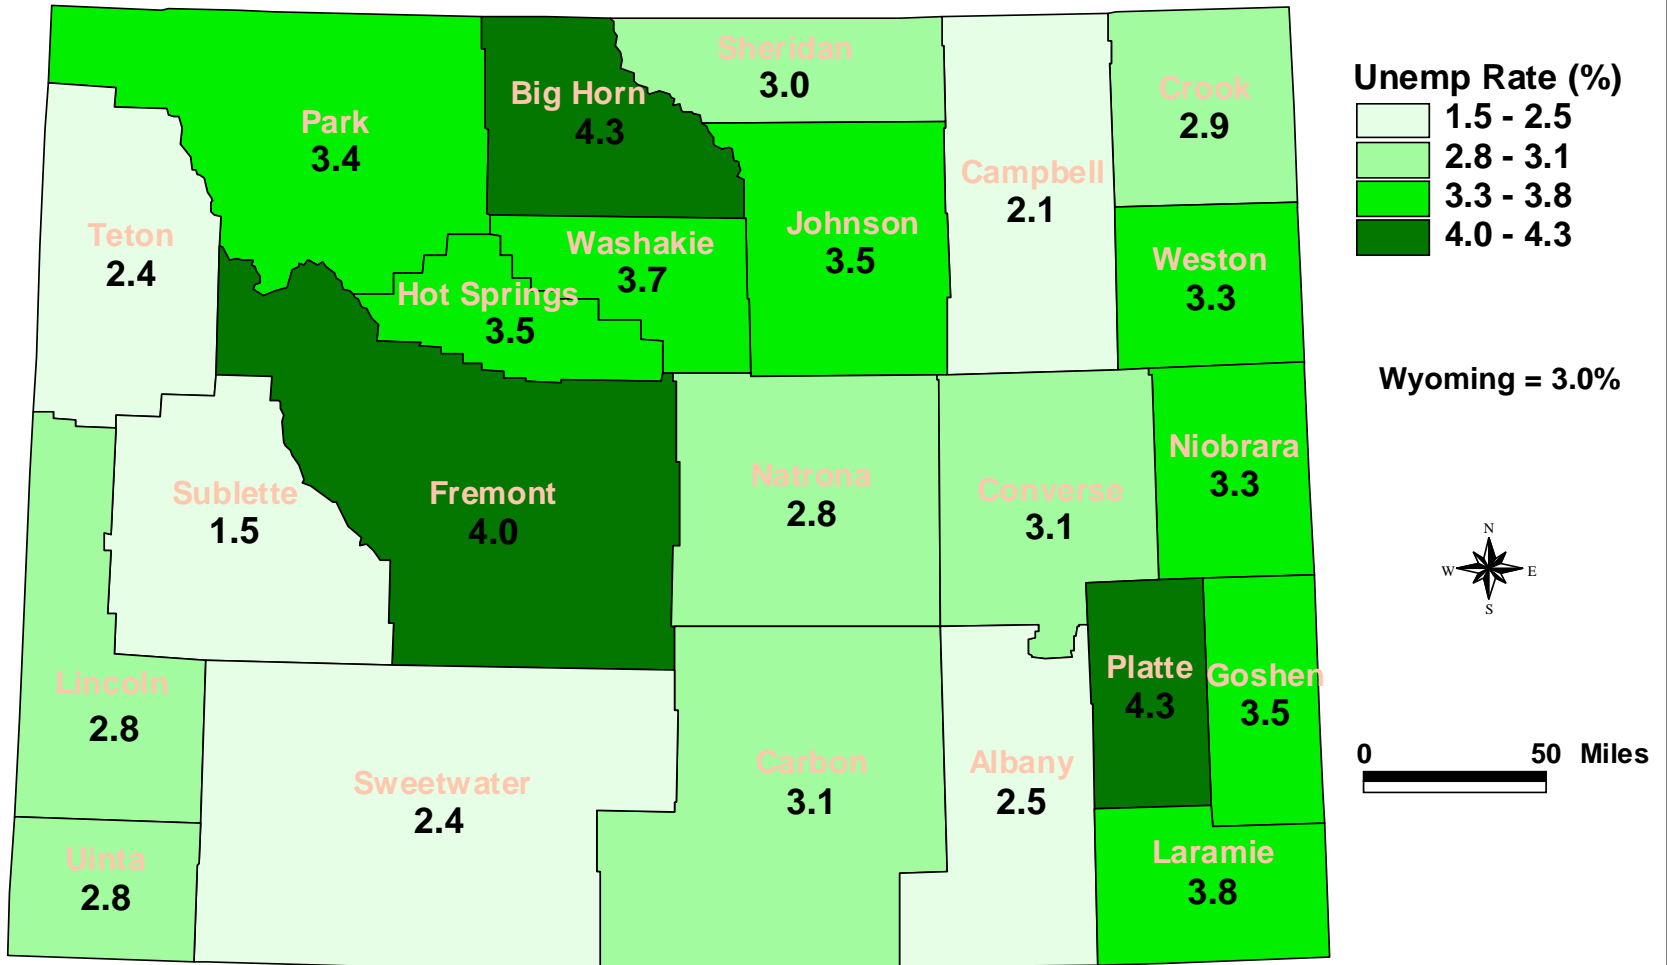 Sheridan
3.0
Big Horn
4.3
Park
3.4
Crook
2.9
Campbell
2.1
Teton
2.4
Johnson
3.5
Washakie
3.7
Weston
3.3
Hot Springs
3.5
Niobrara
3.3
Sublette
1.5
Fremont
4.0
Natrona
2.8
Converse
3.1
Lincoln
2.8
Platte
4.3
Goshen
3.5
Sweetwater
2.4
Carbon
3.1
Albany
2.5
Uinta
2.8
Laramie
3.8
Unemp Rate (%)
1.5 - 2.5
2.8 - 3.1
3.3 - 3.8
4.0 - 4.3
Wyoming = 3.0%
N
W E
S
0 50 Miles